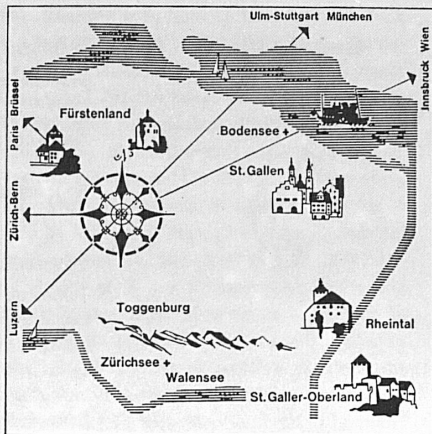 Ulm-Stuttgart München
Innsbruck Wien
Paris Brüssel
Fürstenland
Bodensee +
St.Gallen
Zürich-Bern
Luzern
Toggenburg
Rheintal
Zürichsee +
Walensee
St.Galler-Oberland